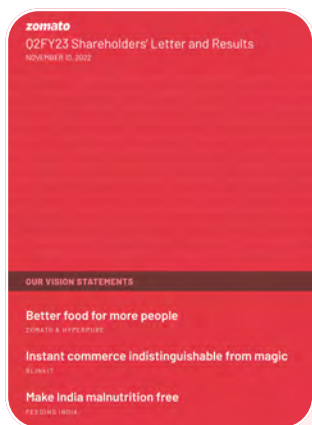 zomato
Q2FY23 Shareholders' Letter and Results
NOVEMBER 10, 2022
OUR VISION STATEMENTS
Better food for more people
ZOMATO & HYPERPURE
Instant commerce indistinguishable from magic
BLINKIT
Make India malnutrition free
FEEDING INDIA